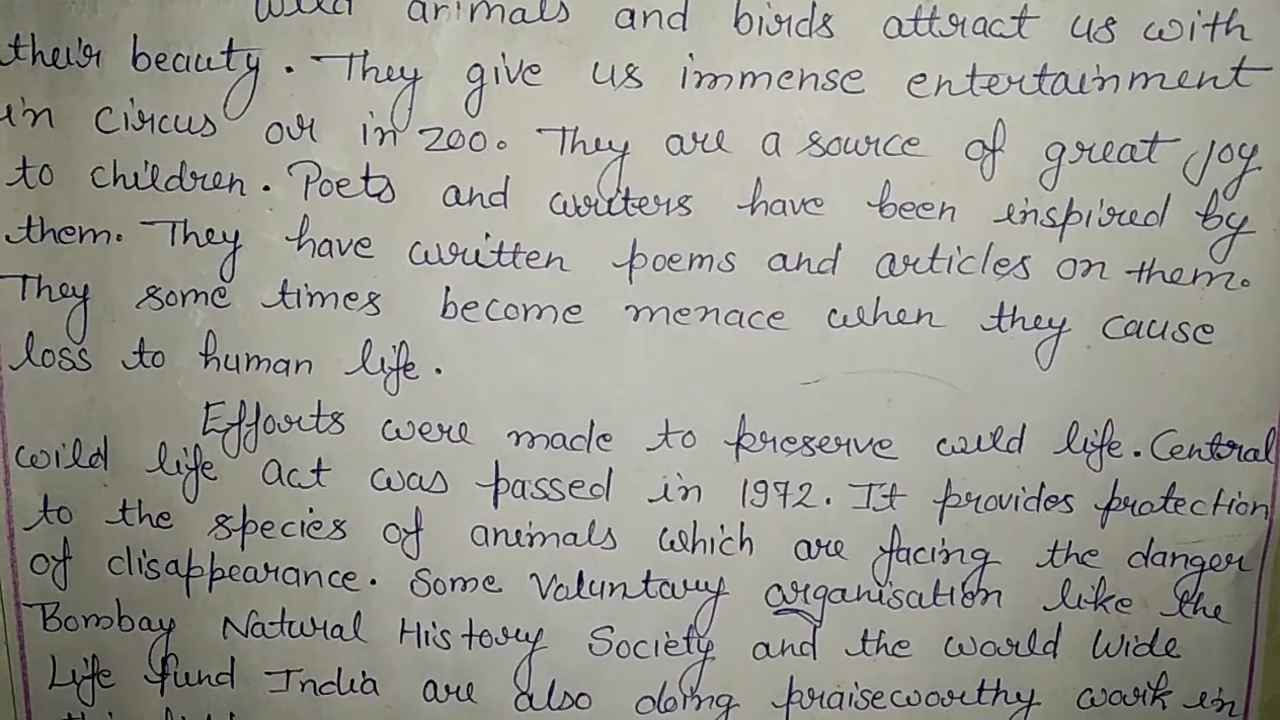 Wild animals and birds attract us with
their beauty. They give us immense entertainment
in circus or in zoo. They are a source of great joy
to children. Poets and writers have been inspired by
them. They have written poems and articles on them.
They some times become menace when they cause
loss to human life.
Efforts were made to preserve wild life. Central
wild life act was passed in 1972. It provides protection
to the species of animals which are facing the danger
of disappearance. Some Voluntary organisation like the
Bombay Natural History Society and the world Wide
Life fund India are also doing praiseworthy work in